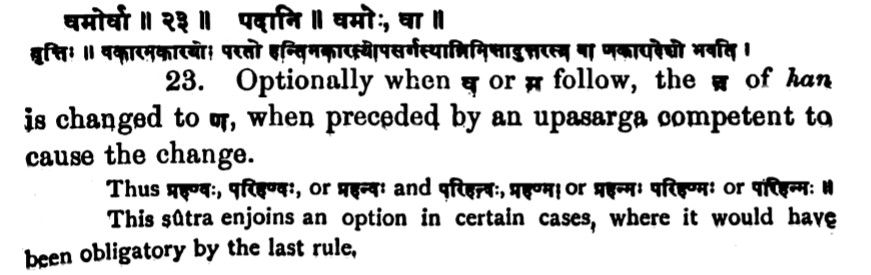 वमोर्वा ॥ २३ ॥ पदानि ॥ वमोः, वा ॥
वृत्तिः ॥ वकारमकारयोः परतो हन्तिनकारस्योपसर्गस्थान्निमित्तादुत्तरस्य वा णकारादेशो भवति ।
23. Optionally when व or म follow, the न of han
is changed to ण, when preceded by an upasarga competent to
cause the change.
Thus प्रहण्वः, परिहण्वः, or प्रहन्वः and परिहन्वः, प्रहण्मः or प्रहन्मः परिहण्मः or परिहन्मः ॥
This sûtra enjoins an option in certain cases, where it would have
been obligatory by the last rule,